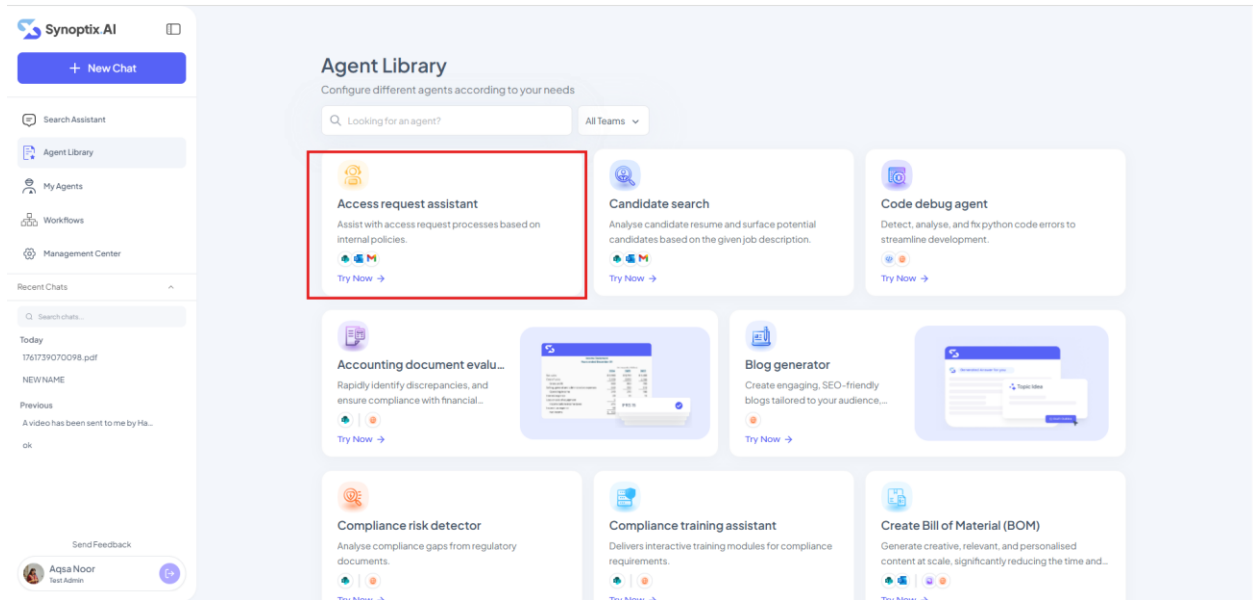 Synoptix.AI
+ New Chat
Search Assistant
Agent Library
My Agents
Workflows
Management Center
Recent Chats
Search chats...
Today
1761739070098.pdf
NEW NAME
Previous
A video has been sent to me by Ha...
ok
Send Feedback
Aqsa Noor
Test Admin
Agent Library
Configure different agents according to your needs
Looking for an agent?
All Teams
Access request assistant
Assist with access request processes based on
internal policies.
Try Now →
Candidate search
Analyse candidate resume and surface potential
candidates based on the given job description.
Try Now →
Code debug agent
Detect, analyse, and fix python code errors to
streamline development.
Try Now →
Accounting document evalu...
Rapidly identify discrepancies, and
ensure compliance with financial...
Try Now →
Blog generator
Create engaging, SEO-friendly
blogs tailored to your audience,...
Try Now →
Topic Idea
Compliance risk detector
Analyse compliance gaps from regulatory
documents.
Try Now
Compliance training assistant
Delivers interactive training modules for compliance
requirements.
Try Now
Create Bill of Material (BOM)
Generate creative, relevant, and personalised
content at scale, significantly reducing the time and...
Try Now